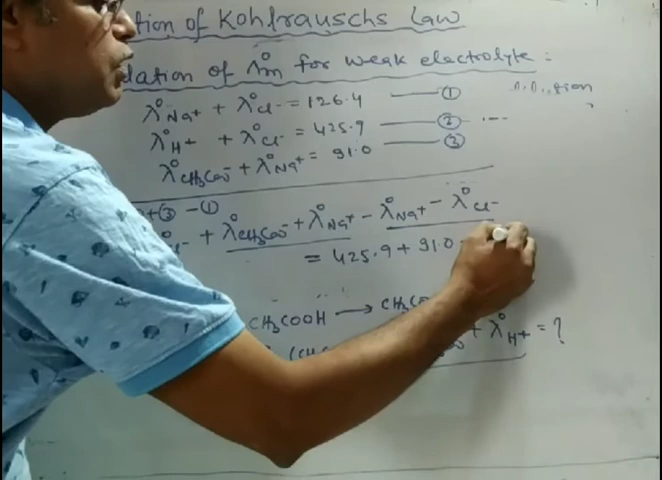 tion of Kohlrauschs Law
lation of Λ°m for weak electrolyte:
λ°Na+ + λ°Cl- = 126.4 —— ①
λ°H+ + λ°Cl- = 425.9 —— ② ...
λ°CH3COO- + λ°Na+ = 91.0 —— ③
+③-①
+ λ°CH3COO- + λ°Na+ - λ°Na+ - λ°Cl-
= 425.9 + 91.0
CH3COOH → CH3CO
+ λ°H+ = ?